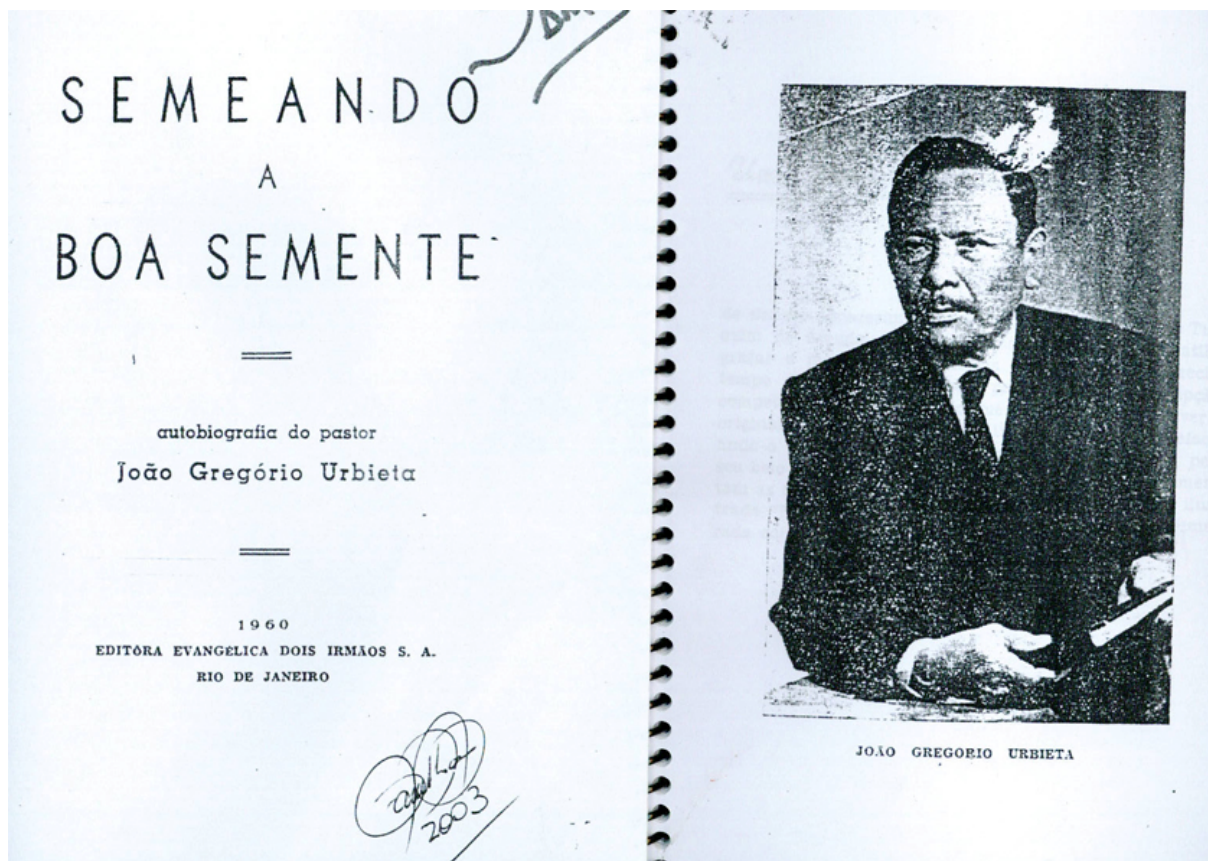 SEMEANDO
A
BOA SEMENTE
autobiografia do pastor
João Gregório Urbieta
1960
EDITÔRA EVANGÉLICA DOIS IRMÃOS S. A.
RIO DE JANEIRO
2003
JOÃO GREGORIO URBIETA